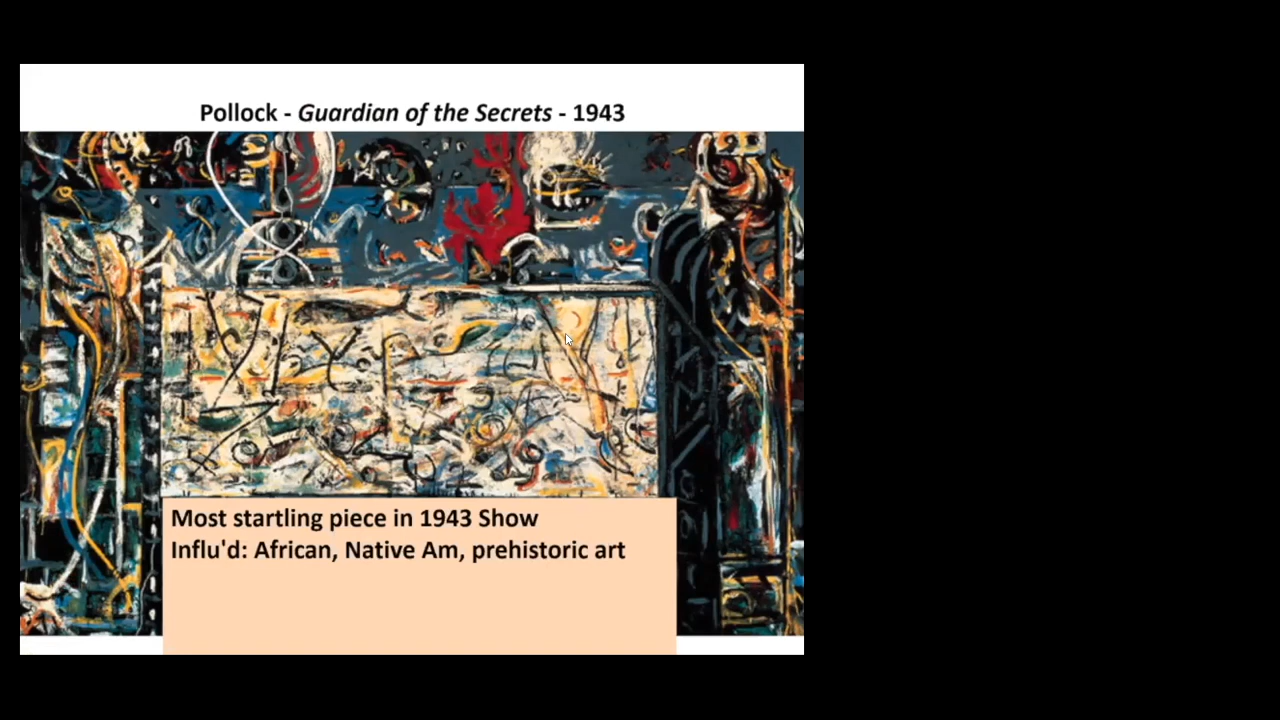 Pollock - Guardian of the Secrets - 1943
Most startling piece in 1943 Show
Influ'd: African, Native Am, prehistoric art